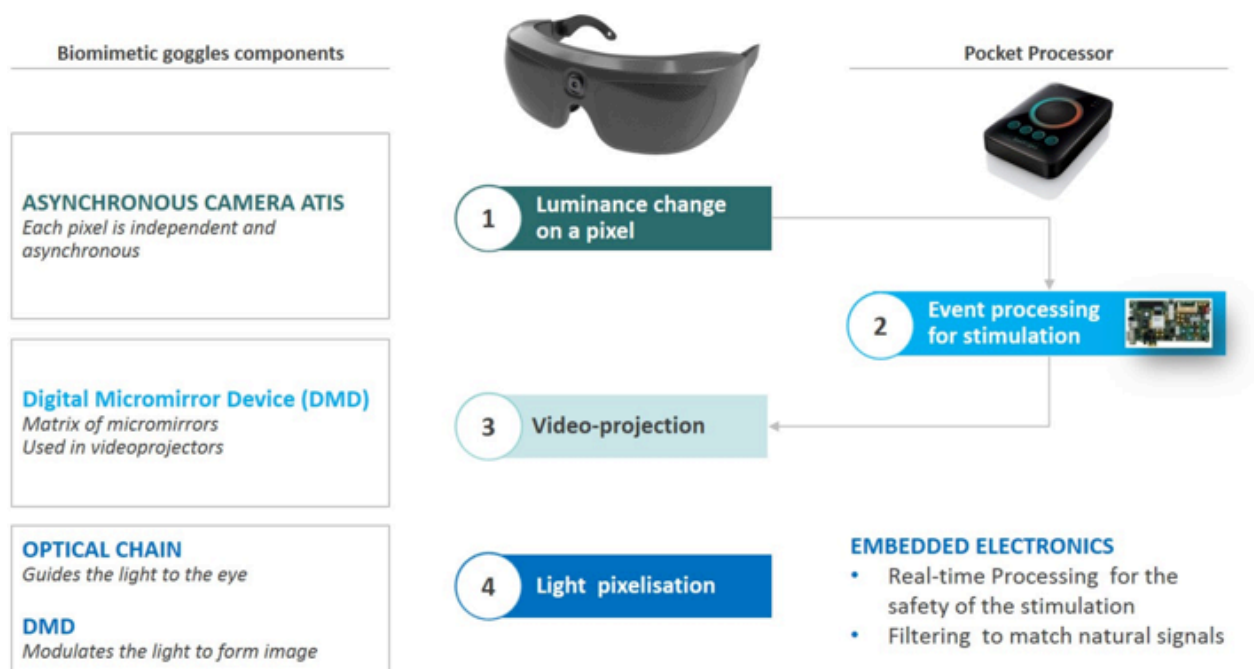 Biomimetic goggles components
Pocket Processor
ASYNCHRONOUS CAMERA ATIS
Each pixel is independent and
asynchronous
1
Luminance change
on a pixel
2
Event processing
for stimulation
Digital Micromirror Device (DMD)
Matrix of micromirrors
Used in videoprojectors
3
Video-projection
OPTICAL CHAIN
Guides the light to the eye
DMD
Modulates the light to form image
4
Light pixelisation
EMBEDDED ELECTRONICS
• Real-time Processing for the
safety of the stimulation
• Filtering to match natural signals